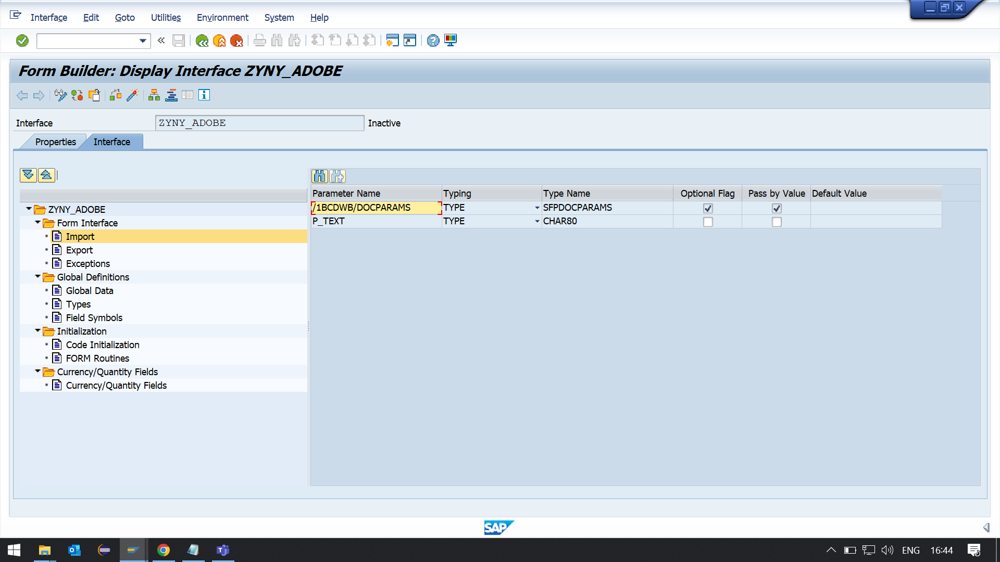 Interface Edit Goto Utilities Environment System Help
Form Builder: Display Interface ZYNY_ADOBE
Interface ZYNY_ADOBE Inactive
Properties Interface
Parameter Name Typing Type Name Optional Flag Pass by Value Default Value
/1BCDWB/DOCPARAMS TYPE SFPDOCPARAMS
P_TEXT TYPE CHAR80
ZYNY_ADOBE
Form Interface
Import
Export
Exceptions
Global Definitions
Global Data
Types
Field Symbols
Initialization
Code Initialization
FORM Routines
Currency/Quantity Fields
Currency/Quantity Fields
SAP
ENG 16:44